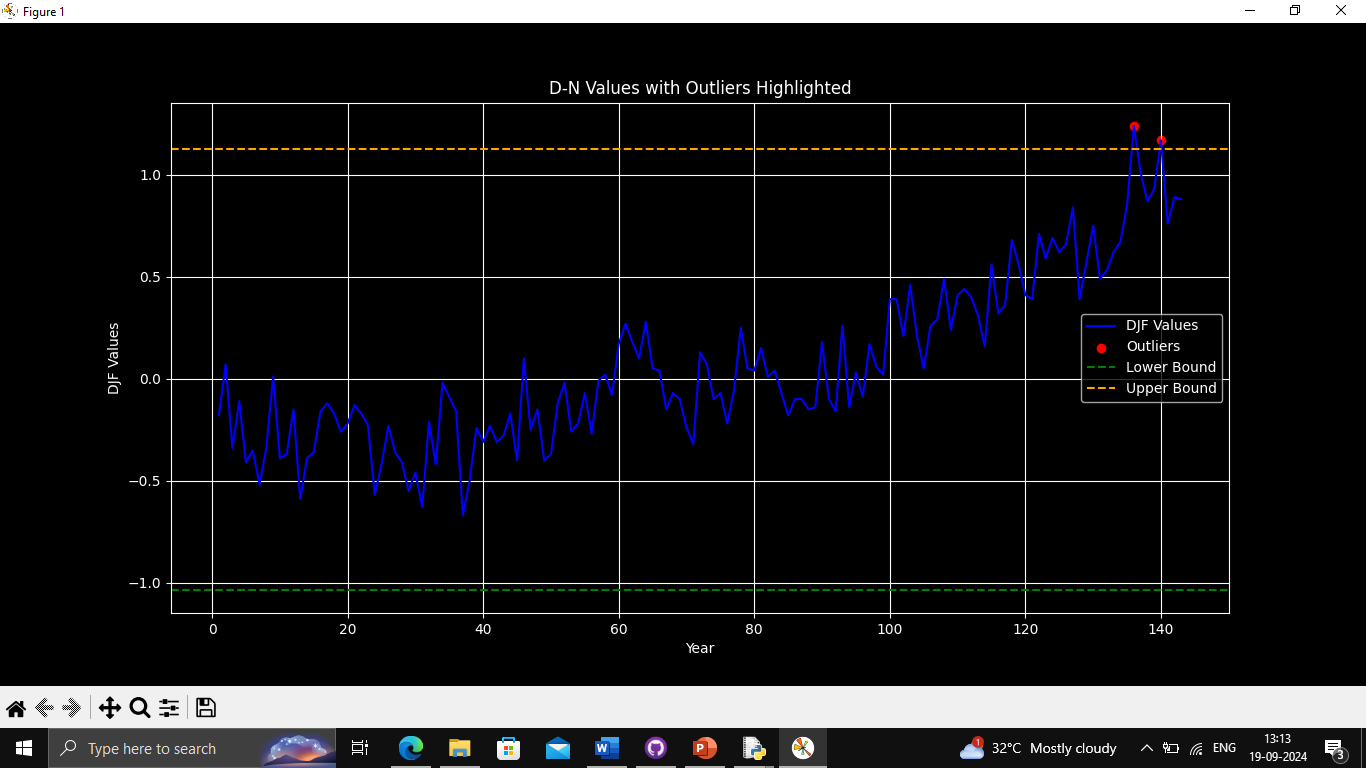 Figure 1
D-N Values with Outliers Highlighted
DJF Values
1.0
0.5
0.0
−0.5
−1.0
0 20 40 60 80 100 120 140
Year
DJF Values
Outliers
Lower Bound
Upper Bound
Type here to search
1
32°C Mostly cloudy
ENG
13:13
19-09-2024
3